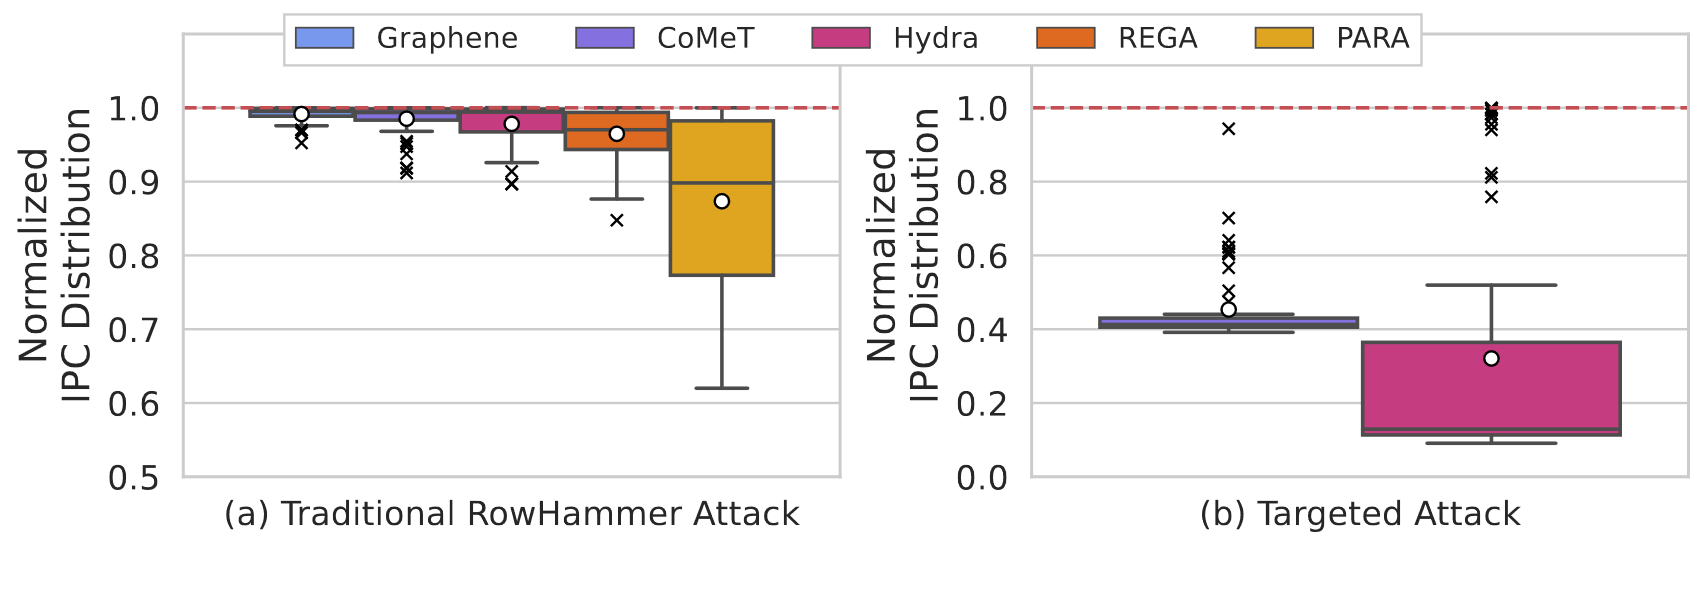 Graphene CoMeT Hydra REGA PARA
Normalized
IPC Distribution
1.0
0.9
0.8
0.7
0.6
0.5
(a) Traditional RowHammer Attack
Normalized
IPC Distribution
1.0
0.8
0.6
0.4
0.2
0.0
(b) Targeted Attack